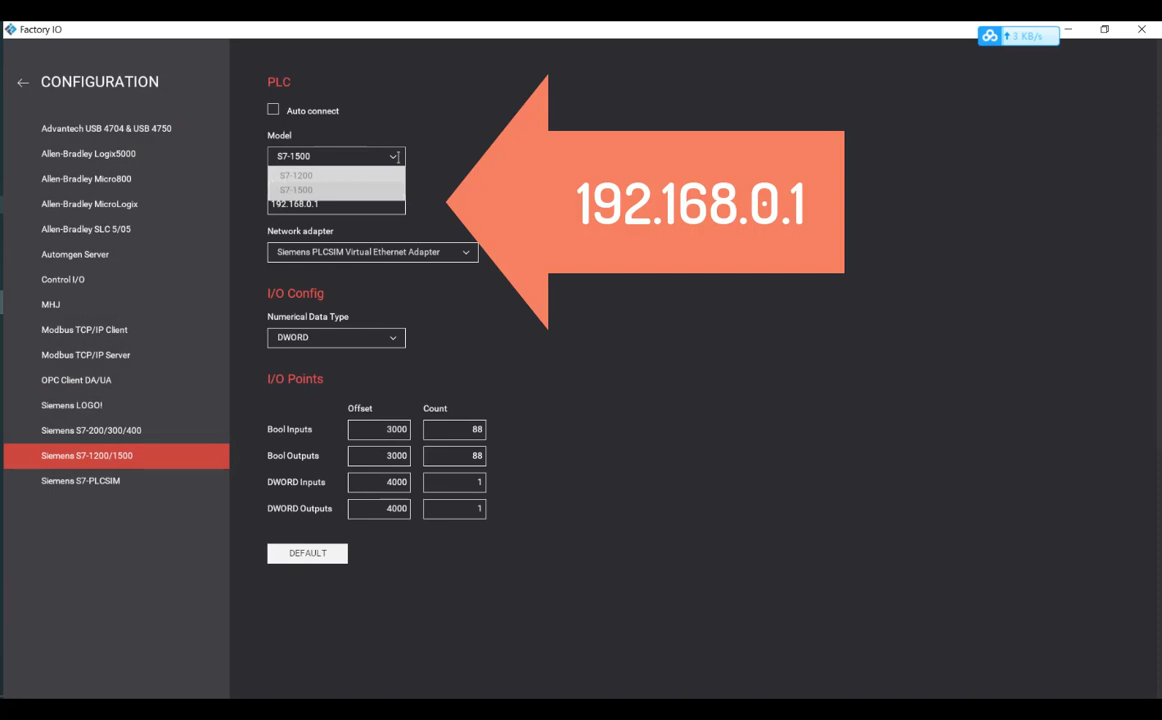 Factory IO
↑ 3 KB/s
← CONFIGURATION
Advantech USB 4704 & USB 4750
Allen-Bradley Logix5000
Allen-Bradley Micro800
Allen-Bradley MicroLogix
Allen-Bradley SLC 5/05
Automgen Server
Control I/O
MHJ
Modbus TCP/IP Client
Modbus TCP/IP Server
OPC Client DA/UA
Siemens LOGO!
Siemens S7-200/300/400
Siemens S7-1200/1500
Siemens S7-PLCSIM
PLC
Auto connect
Model
S7-1500
S7-1200
S7-1500
192.168.0.1
Network adapter
Siemens PLCSIM Virtual Ethernet Adapter
I/O Config
Numerical Data Type
DWORD
I/O Points
Offset Count
Bool Inputs 3000 88
Bool Outputs 3000 88
DWORD Inputs 4000 1
DWORD Outputs 4000 1
DEFAULT
192.168.0.1